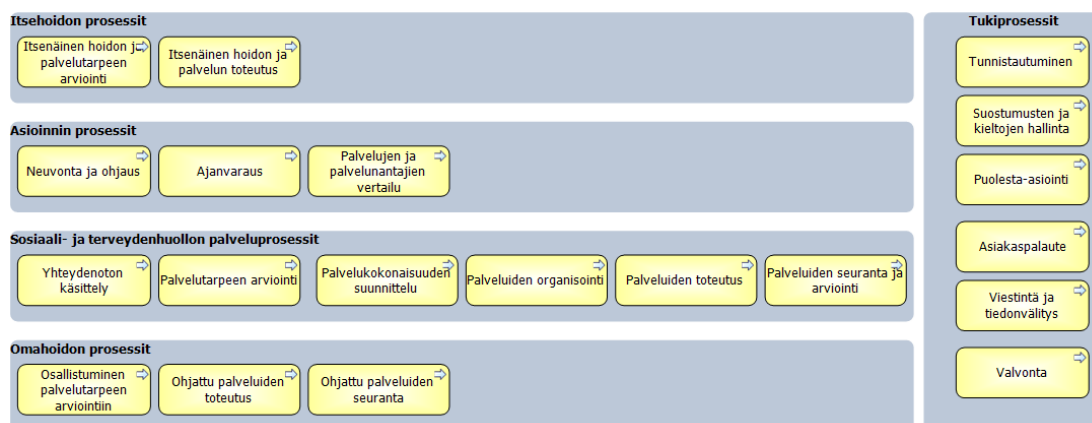 Itsehoidon prosessit
Itsenäinen hoidon ja
palvelutarpeen
arviointi
Itsenäinen hoidon ja
palvelun toteutus
Asioinnin prosessit
Neuvonta ja ohjaus
Ajanvaraus
Palvelujen ja
palvelunantajien
vertailu
Sosiaali- ja terveydenhuollon palveluprosessit
Yhteydenoton
käsittely
Palvelutarpeen arviointi
Palvelukokonaisuuden
suunnittelu
Palveluiden organisointi
Palveluiden toteutus
Palveluiden seuranta ja
arviointi
Omahoidon prosessit
Osallistuminen
palvelutarpeen
arviointiin
Ohjattu palveluiden
toteutus
Ohjattu palveluiden
seuranta
Tukiprosessit
Tunnistautuminen
Suostumusten ja
kieltojen hallinta
Puolesta-asiointi
Asiakaspalaute
Viestintä ja
tiedonvälitys
Valvonta